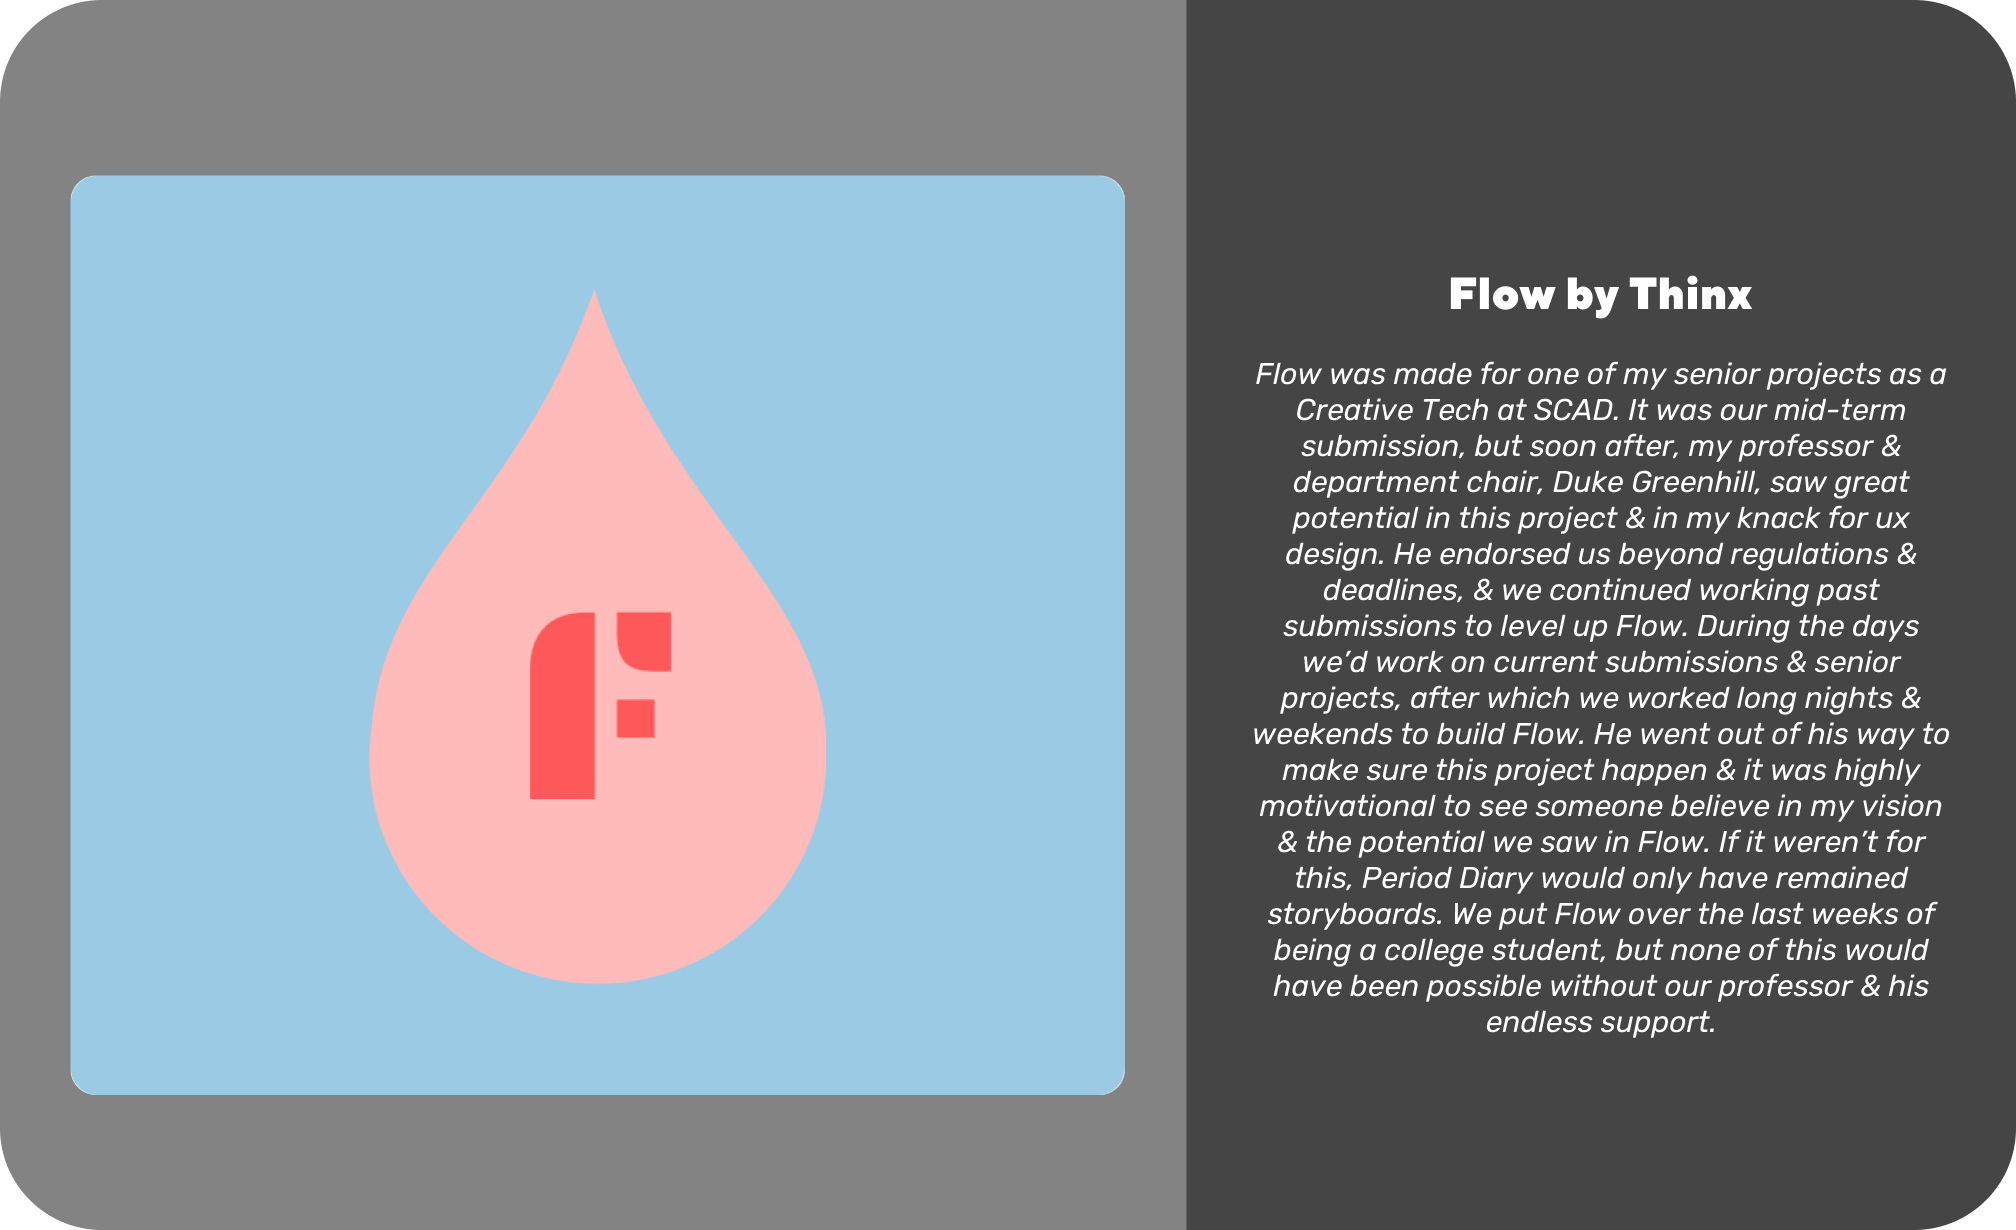 F
Flow by Thinx
Flow was made for one of my senior projects as a
Creative Tech at SCAD. It was our mid-term
submission, but soon after, my professor &
department chair, Duke Greenhill, saw great
potential in this project & in my knack for ux
design. He endorsed us beyond regulations &
deadlines, & we continued working past
submissions to level up Flow. During the days
we’d work on current submissions & senior
projects, after which we worked long nights &
weekends to build Flow. He went out of his way to
make sure this project happen & it was highly
motivational to see someone believe in my vision
& the potential we saw in Flow. If it weren’t for
this, Period Diary would only have remained
storyboards. We put Flow over the last weeks of
being a college student, but none of this would
have been possible without our professor & his
endless support.